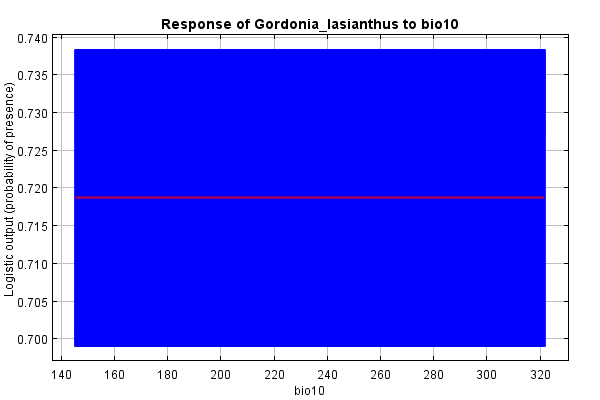 Response of Gordonia_lasianthus to bio10
Logistic output (probability of presence)
0.740
0.735
0.730
0.725
0.720
0.715
0.710
0.705
0.700
140 160 180 200 220 240 260 280 300 320
bio10